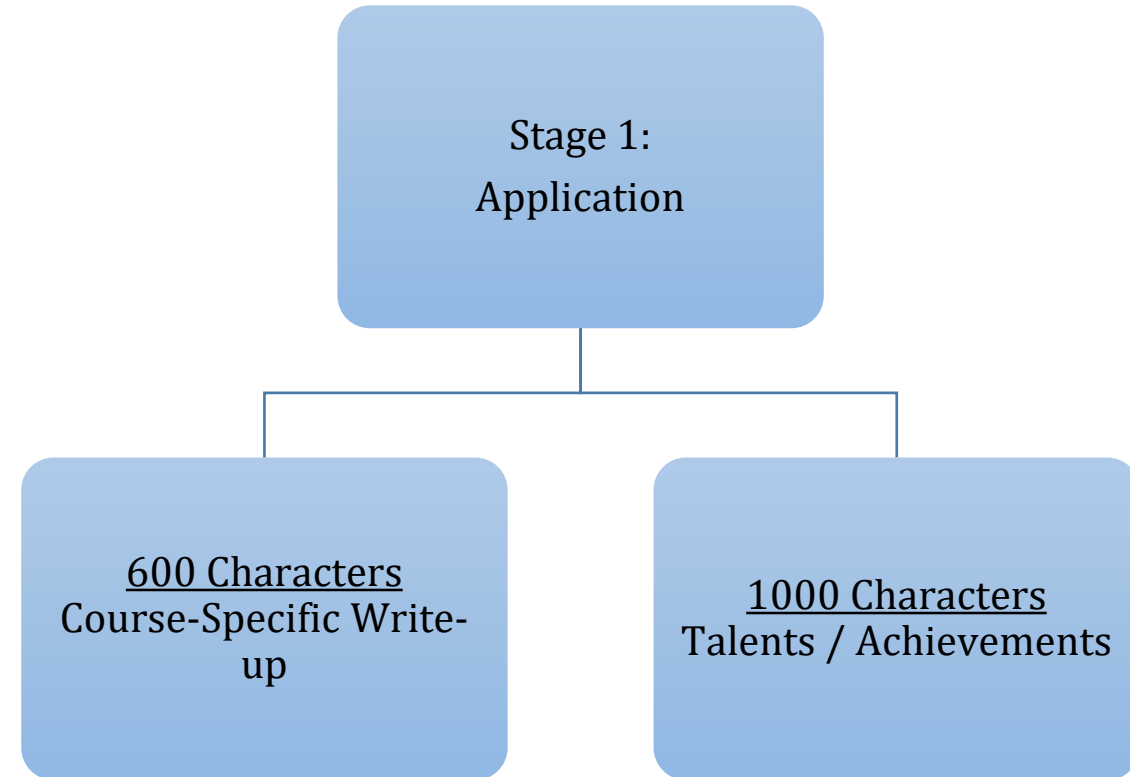 Stage 1:
Application
600 Characters
Course-Specific Write-
up
1000 Characters
Talents / Achievements